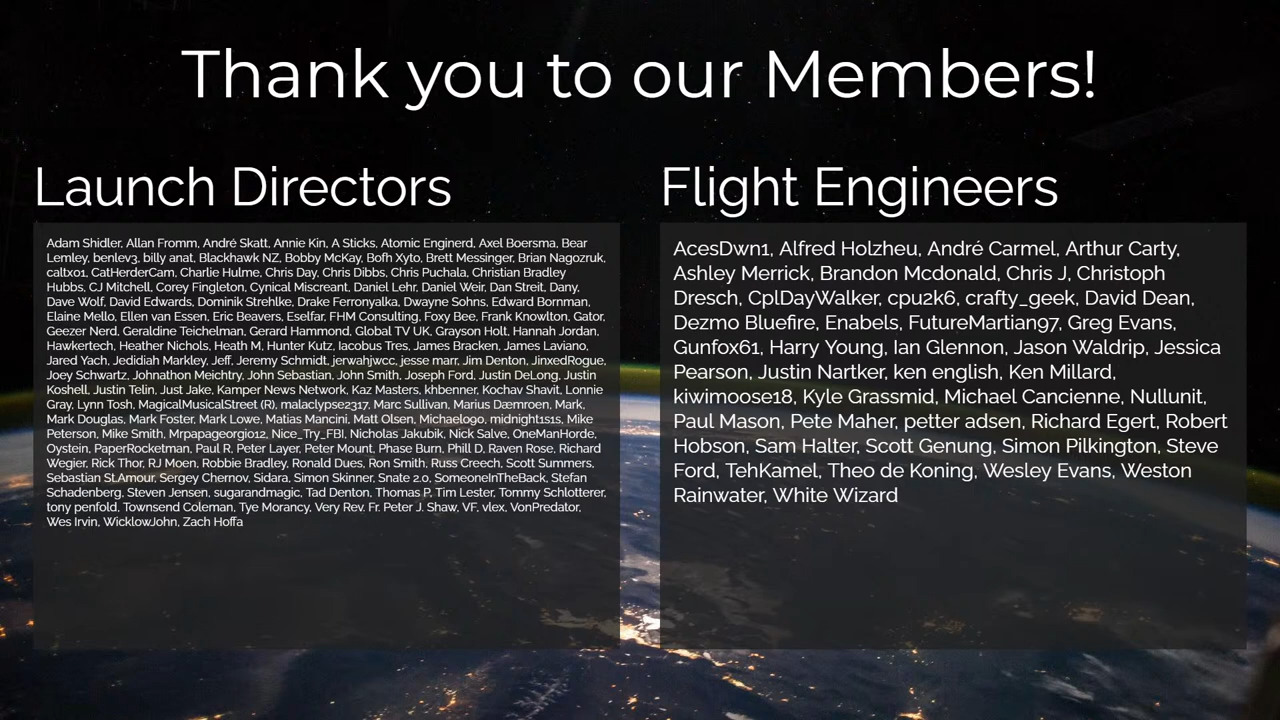 Thank you to our Members!
Launch Directors
Adam Shidler, Allan Fromm, André Skatt, Annie Kin, A Sticks, Atomic Enginerd, Axel Boersma, Bear
Lemley, benlev3, billy anat, Blackhawk NZ, Bobby McKay, Bofh Xyto, Brett Messinger, Brian Nagozruk,
caltx01, CatHerderCam, Charlie Hulme, Chris Day, Chris Dibbs, Chris Puchala, Christian Bradley
Hubbs, CJ Mitchell, Corey Fingleton, Cynical Miscreant, Daniel Lehr, Daniel Weir, Dan Streit, Dany,
Dave Wolf, David Edwards, Dominik Strehlke, Drake Ferronyalka, Dwayne Sohns, Edward Bornman,
Elaine Mello, Ellen van Essen, Eric Beavers, Eselfar, FHM Consulting, Foxy Bee, Frank Knowlton, Gator,
Geezer Nerd, Geraldine Teichelman, Gerard Hammond, Global TV UK, Grayson Holt, Hannah Jordan,
Hawkertech, Heather Nichols, Heath M, Hunter Kutz, Iacobus Tres, James Bracken, James Laviano,
Jared Yach, Jedidiah Markley, Jeff, Jeremy Schmidt, jerwahjwcc, jesse marr, Jim Denton, JinxedRogue,
Joey Schwartz, Johnathon Meichtry, John Sebastian, John Smith, Joseph Ford, Justin DeLong, Justin
Koshell, Justin Telin, Just Jake, Kamper News Network, Kaz Masters, khbenner, Kochav Shavit, Lonnie
Gray, Lynn Tosh, MagicalMusicalStreet (R), malaclypse2317, Marc Sullivan, Marius Dæmroen, Mark,
Mark Douglas, Mark Foster, Mark Lowe, Matias Mancini, Matt Olsen, Michael090, midnight1s1s, Mike
Peterson, Mike Smith, Mrpapageorgio12, Nice_Try_FBI, Nicholas Jakubik, Nick Salve, OneManHorde,
Oystein, PaperRocketman, Paul R, Peter Layer, Peter Mount, Phase Burn, Phill D, Raven Rose, Richard
Wegier, Rick Thor, RJ Moen, Robbie Bradley, Ronald Dues, Ron Smith, Russ Creech, Scott Summers,
Sebastian St.Amour, Sergey Chernov, Sidara, Simon Skinner, Snate 2.0, SomeoneInTheBack, Stefan
Schadenberg, Steven Jensen, sugarandmagic, Tad Denton, Thomas P, Tim Lester, Tommy Schlotterer,
tony penfold, Townsend Coleman, Tye Morancy, Very Rev. Fr. Peter J. Shaw, VF, vlex, VonPredator,
Wes Irvin, WicklowJohn, Zach Hoffa
Flight Engineers
AcesDwn1, Alfred Holzheu, André Carmel, Arthur Carty,
Ashley Merrick, Brandon Mcdonald, Chris J, Christoph
Dresch, CplDayWalker, cpu2k6, crafty_geek, David Dean,
Dezmo Bluefire, Enabels, FutureMartian97, Greg Evans,
Gunfox61, Harry Young, Ian Glennon, Jason Waldrip, Jessica
Pearson, Justin Nartker, ken english, Ken Millard,
kiwimoose18, Kyle Grassmid, Michael Cancienne, Nullunit,
Paul Mason, Pete Maher, petter adsen, Richard Egert, Robert
Hobson, Sam Halter, Scott Genung, Simon Pilkington, Steve
Ford, TehKamel, Theo de Koning, Wesley Evans, Weston
Rainwater, White Wizard